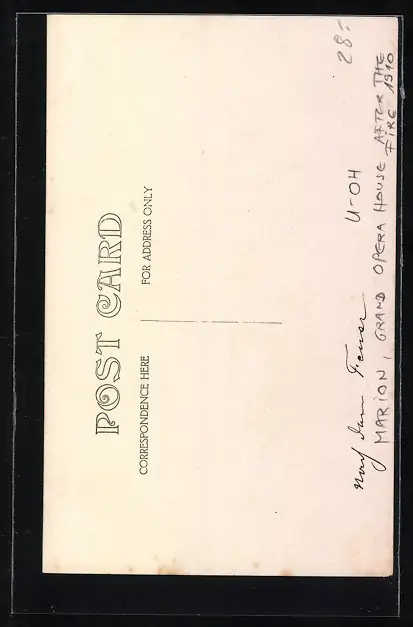 POST CARD
CORRESPONDENCE HERE
FOR ADDRESS ONLY
28.-
U-OH
MARION, GRAND OPERA HOUSE AFTER THE
FIRE 1910